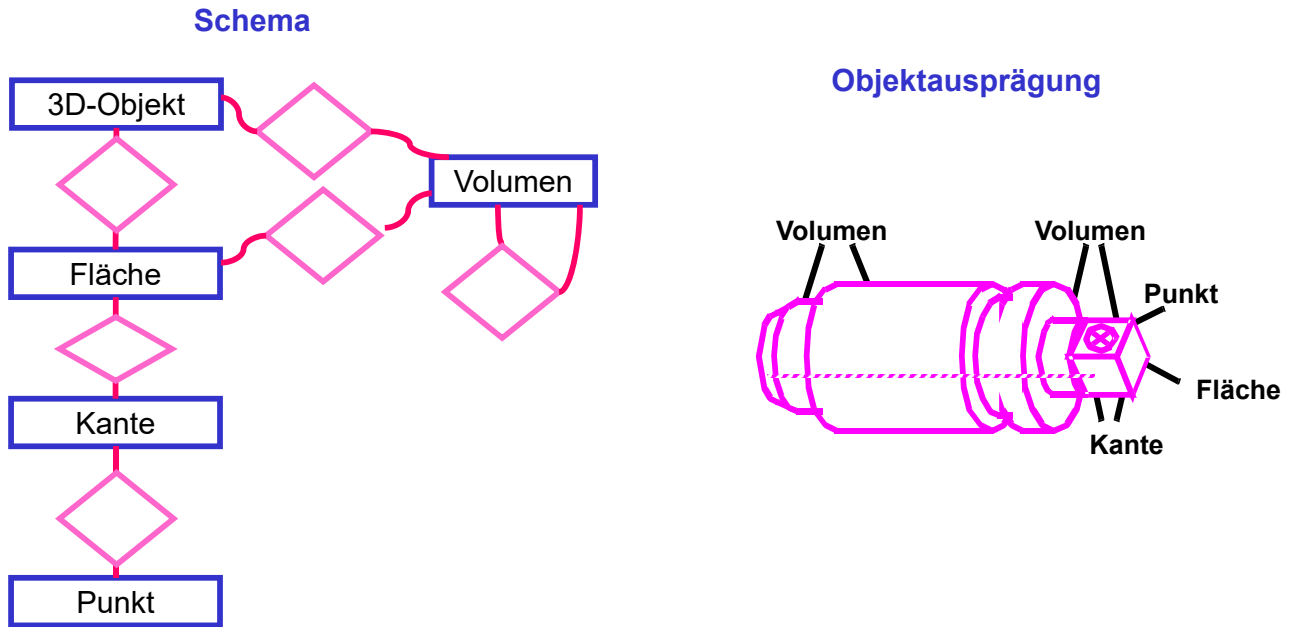 Schema
3D-Objekt
Volumen
Fläche
Kante
Punkt
Objektausprägung
Volumen
Volumen
Punkt
Fläche
Kante